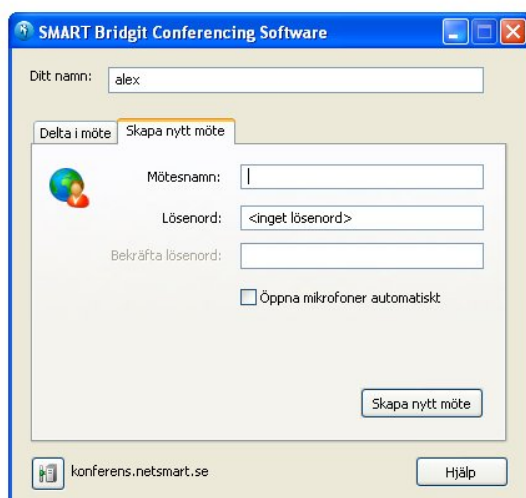 SMART Bridgit Conferencing Software
Ditt namn: alex
Delta i möte Skapa nytt möte
Mötesnamn:
Lösenord: <inget lösenord>
Bekräfta lösenord:
Öppna mikrofoner automatiskt
Skapa nytt möte
konferens.netsmart.se Hjälp